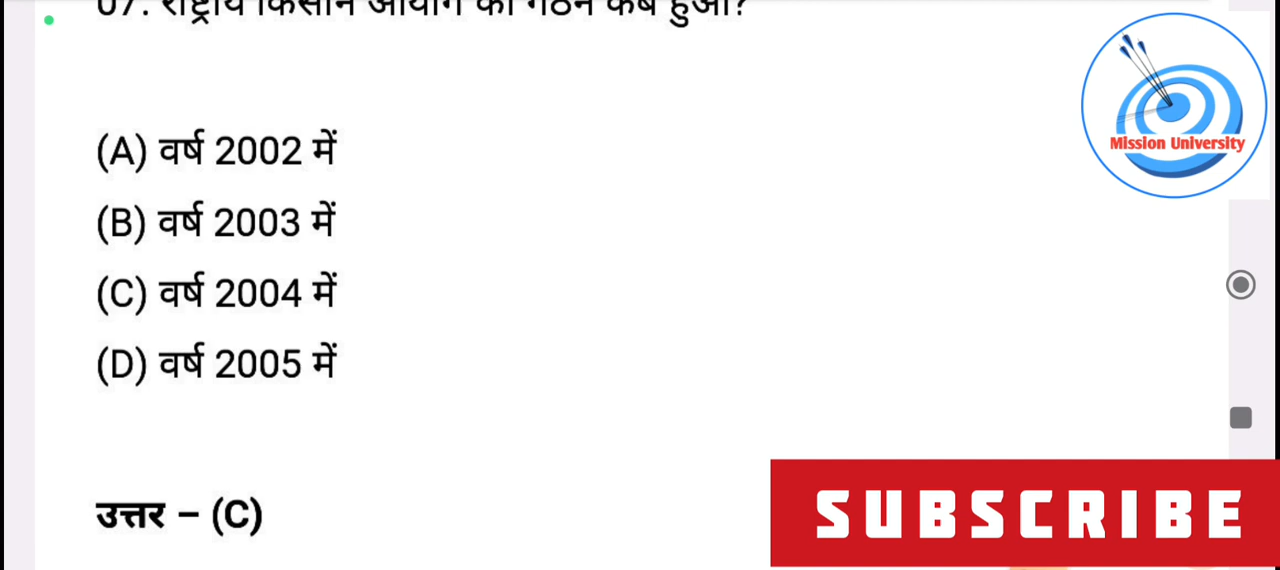 07. राष्ट्रीय किसान आयोग का गठन कब हुआ?
Mission University
(A) वर्ष 2002 में
(B) वर्ष 2003 में
(C) वर्ष 2004 में
(D) वर्ष 2005 में
उत्तर – (C)
SUBSCRIBE